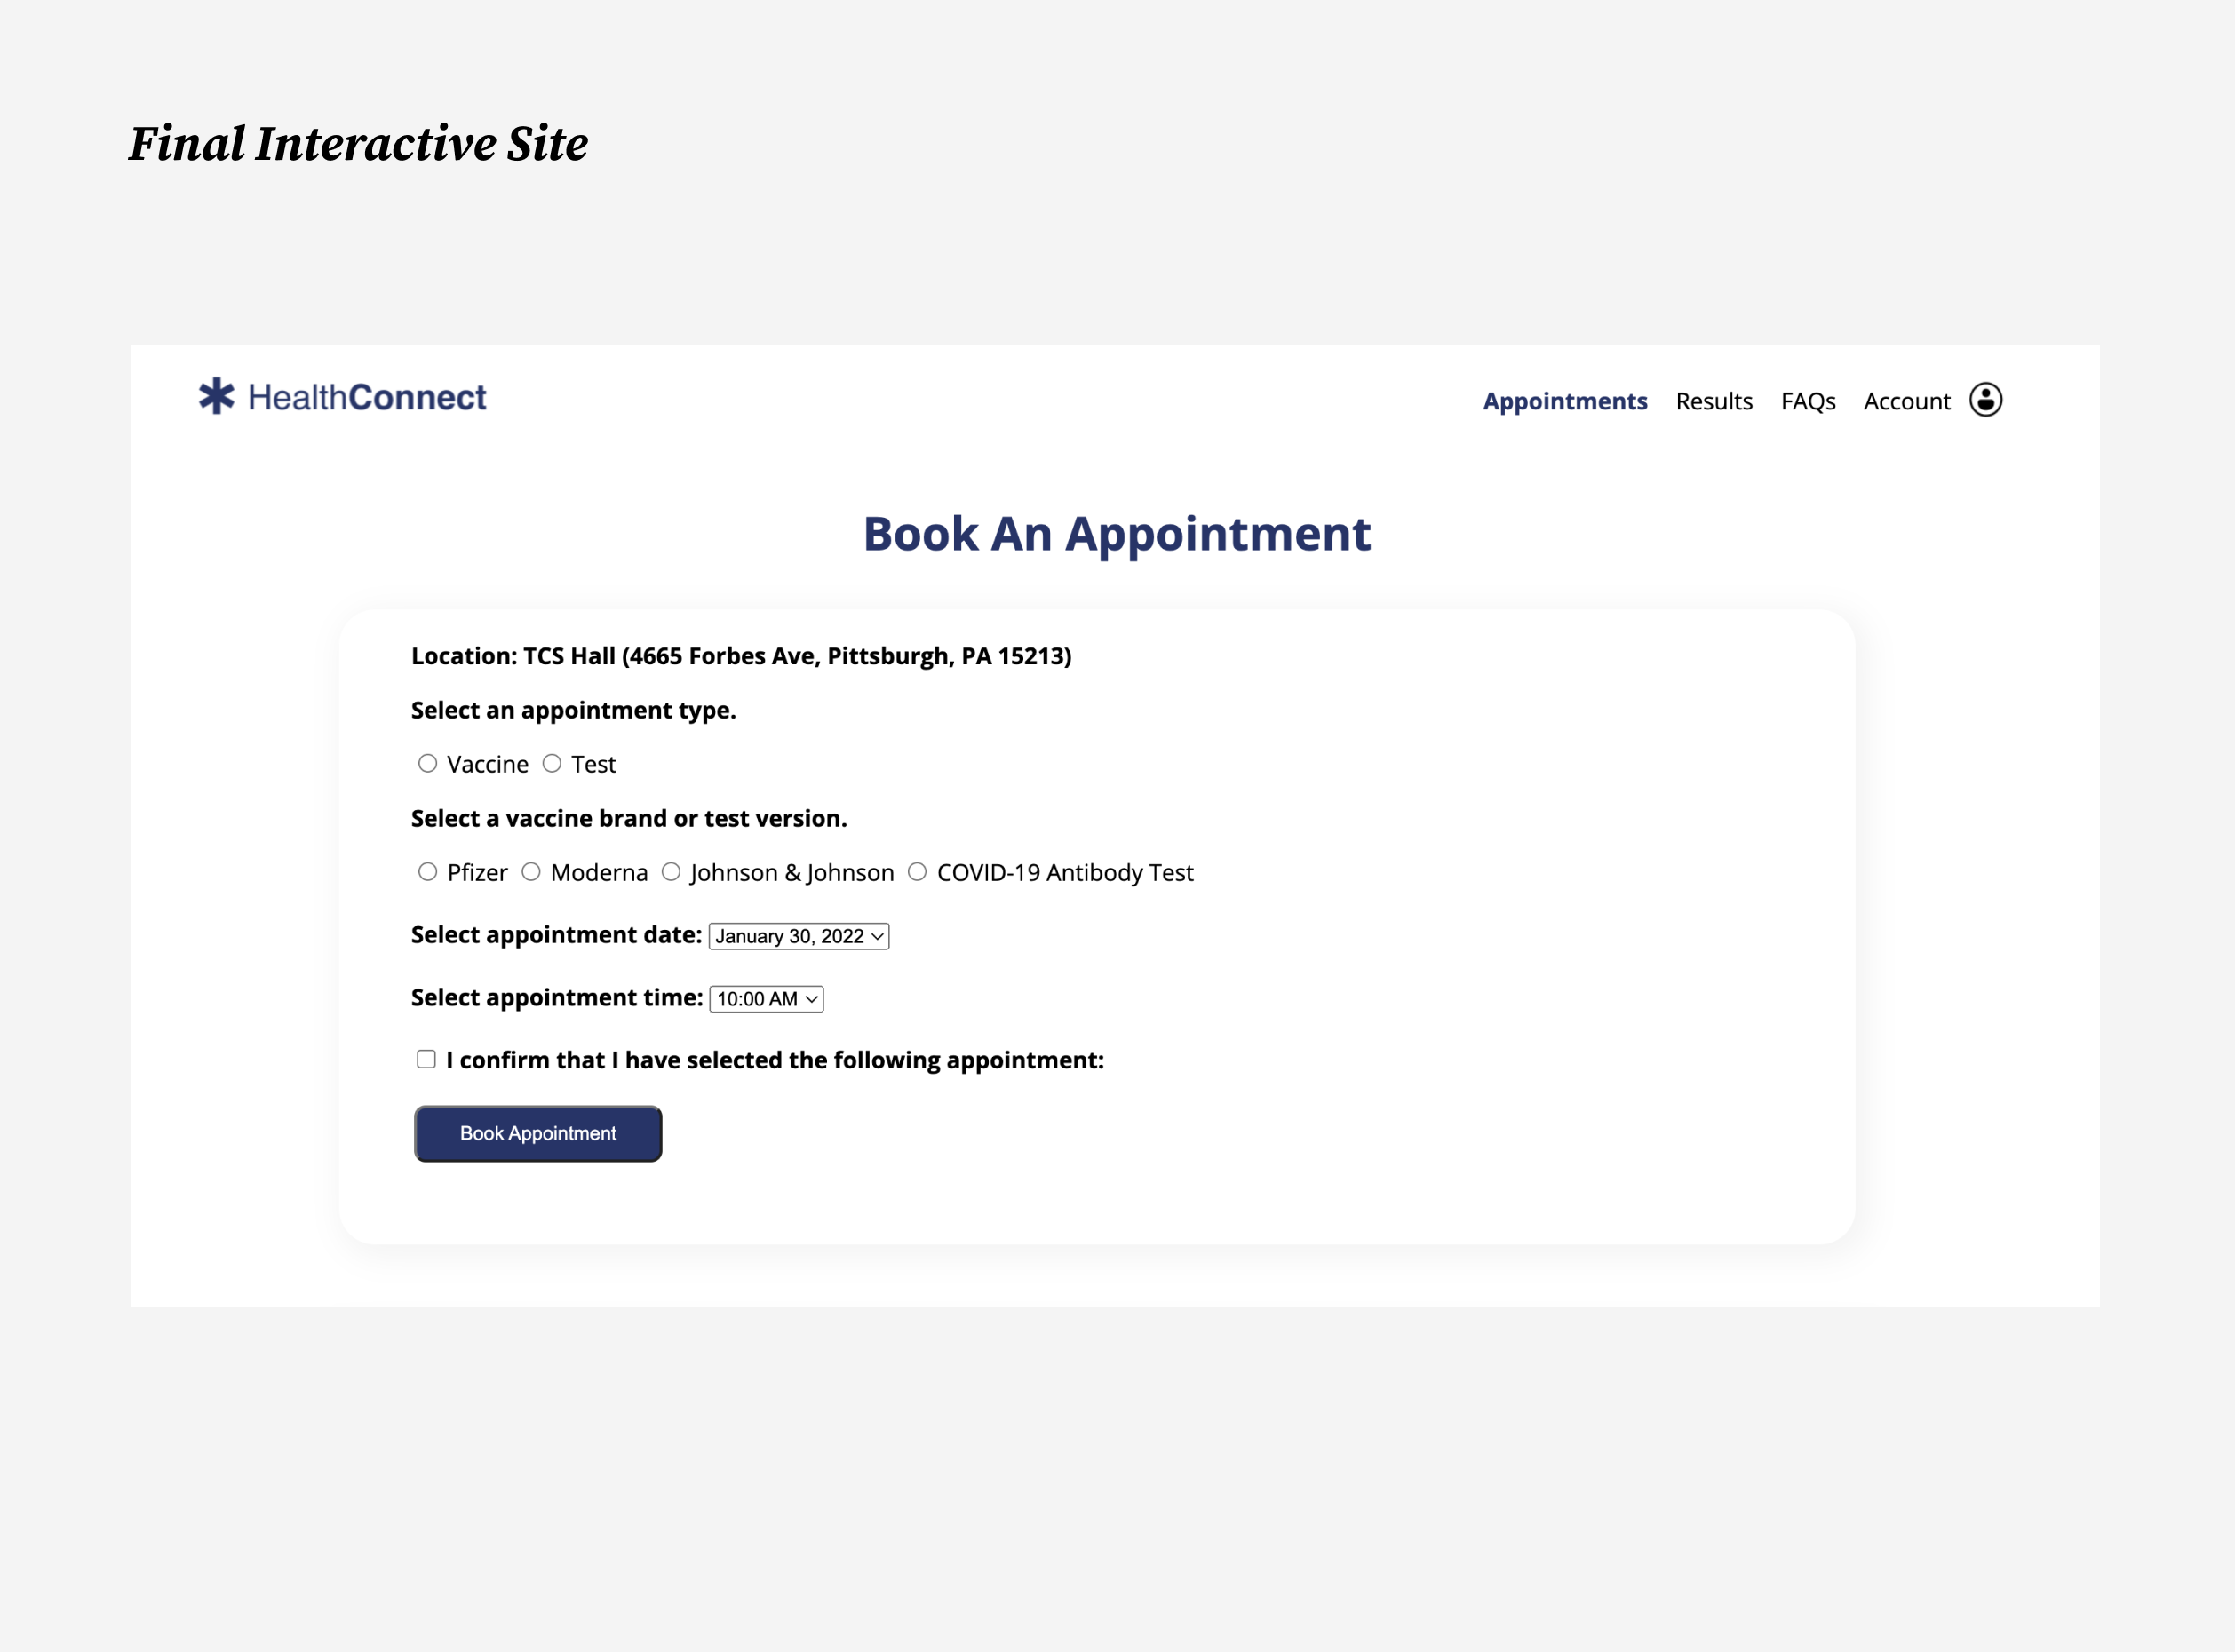 Final Interactive Site
HealthConnect
Appointments Results FAQs Account
Book An Appointment
Location: TCS Hall (4665 Forbes Ave, Pittsburgh, PA 15213)
Select an appointment type.
Vaccine Test
Select a vaccine brand or test version.
Pfizer Moderna Johnson & Johnson COVID-19 Antibody Test
Select appointment date: January 30, 2022
Select appointment time: 10:00 AM
I confirm that I have selected the following appointment:
Book Appointment